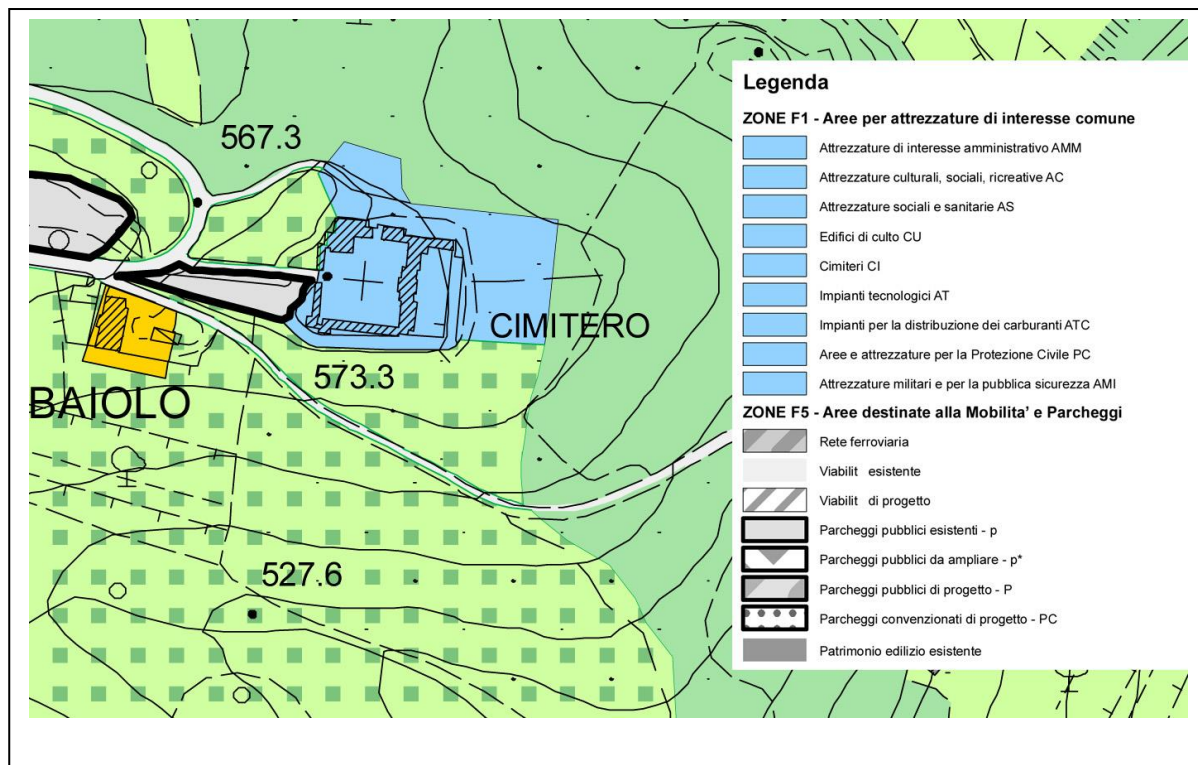 567.3
CIMITERO
573.3
BAIOLO
527.6
Legenda
ZONE F1 - Aree per attrezzature di interesse comune
Attrezzature di interesse amministrativo AMM
Attrezzature culturali, sociali, ricreative AC
Attrezzature sociali e sanitarie AS
Edifici di culto CU
Cimiteri CI
Impianti tecnologici AT
Impianti per la distribuzione dei carburanti ATC
Aree e attrezzature per la Protezione Civile PC
Attrezzature militari e per la pubblica sicurezza AMI
ZONE F5 - Aree destinate alla Mobilita' e Parcheggi
Rete ferroviaria
Viabilit esistente
Viabilit di progetto
Parcheggi pubblici esistenti - p
Parcheggi pubblici da ampliare - p*
Parcheggi pubblici di progetto - P
Parcheggi convenzionati di progetto - PC
Patrimonio edilizio esistente